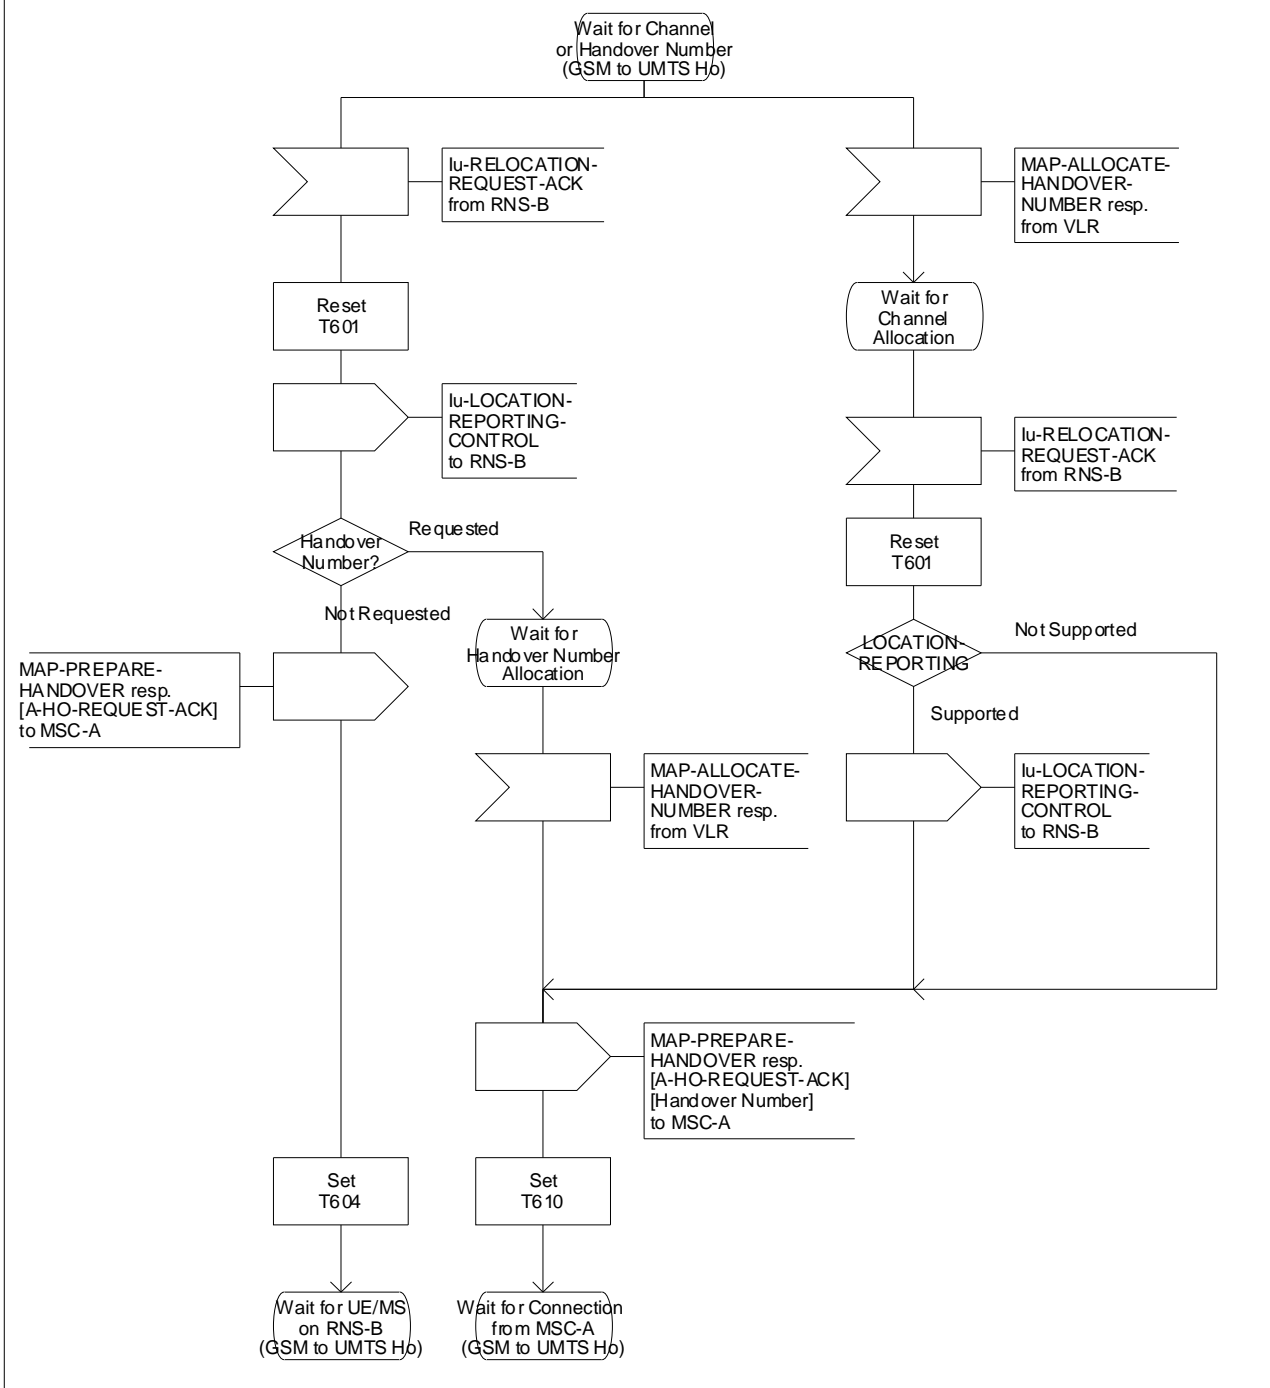 Wait for Channel
or Handover Number
(GSM to UMTS Ho)
Iu-RELOCATION-
REQUEST-ACK
from RNS-B
MAP-ALLOCATE-
HANDOVER-
NUMBER resp.
from VLR
Reset
T601
Wait for
Channel
Allocation
Iu-LOCATION-
REPORTING-
CONTROL
to RNS-B
Iu-RELOCATION-
REQUEST-ACK
from RNS-B
Handover
Number?
Requested
Not Requested
Reset
T601
Wait for
Handover Number
Allocation
LOCATION-
REPORTING
Not Supported
Supported
MAP-PREPARE-
HANDOVER resp.
[A-HO-REQUEST-ACK]
to MSC-A
MAP-ALLOCATE-
HANDOVER-
NUMBER resp.
from VLR
Iu-LOCATION-
REPORTING-
CONTROL
to RNS-B
MAP-PREPARE-
HANDOVER resp.
[A-HO-REQUEST-ACK]
[Handover Number]
to MSC-A
Set
T604
Set
T610
Wait for UE/MS
on RNS-B
(GSM to UMTS Ho)
Wait for Connection
from MSC-A
(GSM to UMTS Ho)